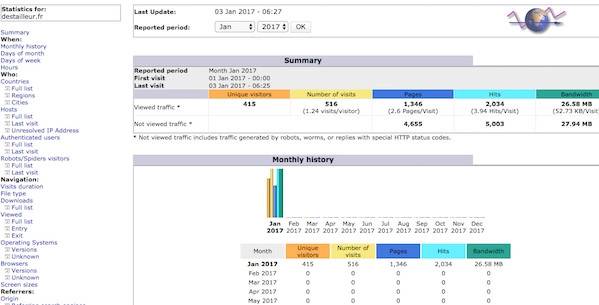 Statistics for:
destailleur.fr
Summary
When:
Monthly history
Days of month
Days of week
Hours
Who:
Countries
Full list
Regions
Cities
Hosts
Full list
Last visit
Unresolved IP Address
Authenticated users
Full list
Last visit
Robots/Spiders visitors
Full list
Last visit
Navigation:
Visits duration
File type
Downloads
Full list
Viewed
Full list
Entry
Exit
Operating Systems
Versions
Unknown
Browsers
Versions
Unknown
Screen sizes
Referrers:
Origin
Referring search engines
Last Update: 03 Jan 2017 - 06:27
Reported period: Jan 2017 OK
Summary
Reported period Month Jan 2017
First visit 01 Jan 2017 - 00:00
Last visit 03 Jan 2017 - 06:25
Unique visitors Number of visits Pages Hits Bandwidth
Viewed traffic * 415 516 1,346 2,034 26.58 MB
(1.24 visits/visitor) (2.6 Pages/Visit) (3.94 Hits/Visit) (52.73 KB/Visit
Not viewed traffic * 4,655 5,003 27.94 MB
* Not viewed traffic includes traffic generated by robots, worms, or replies with special HTTP status codes.
Monthly history
Jan Feb Mar Apr May Jun Jul Aug Sep Oct Nov Dec
2017 2017 2017 2017 2017 2017 2017 2017 2017 2017 2017 2017
Month Unique visitors Number of visits Pages Hits Bandwidth
Jan 2017 415 516 1,346 2,034 26.58 MB
Feb 2017 0 0 0 0 0
Mar 2017 0 0 0 0 0
Apr 2017 0 0 0 0 0
May 2017 0 0 0 0 0